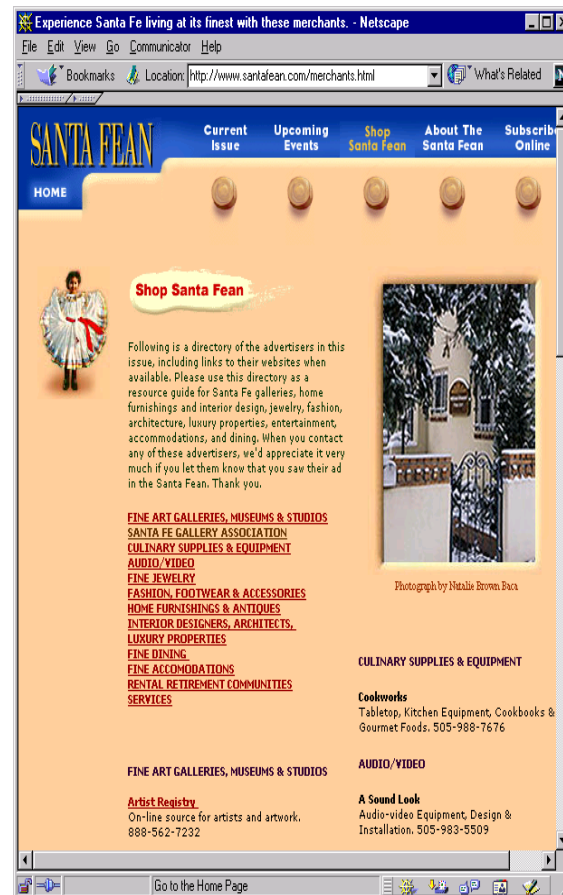 Experience Santa Fe living at its finest with these merchants. - Netscape
File Edit View Go Communicator Help
Bookmarks Location: http://www.santafean.com/merchants.html What's Related
SANTA FEAN
Current Issue
Upcoming Events
Shop Santa Fean
About The Santa Fean
Subscribe Online
HOME
Shop Santa Fean
Following is a directory of the advertisers in this
issue, including links to their websites when
available. Please use this directory as a
resource guide for Santa Fe galleries, home
furnishings and interior design, jewelry, fashion,
architecture, luxury properties, entertainment,
accommodations, and dining. When you contact
any of these advertisers, we'd appreciate it very
much if you let them know that you saw their ad
in the Santa Fean. Thank you.
FINE ART GALLERIES, MUSEUMS & STUDIOS
SANTA FE GALLERY ASSOCIATION
CULINARY SUPPLIES & EQUIPMENT
AUDIO/VIDEO
FINE JEWELRY
FASHION, FOOTWEAR & ACCESSORIES
HOME FURNISHINGS & ANTIQUES
INTERIOR DESIGNERS, ARCHITECTS,
LUXURY PROPERTIES
FINE DINING
FINE ACCOMODATIONS
RENTAL RETIREMENT COMMUNITIES
SERVICES
FINE ART GALLERIES, MUSEUMS & STUDIOS
Artist Registry
On-line source for artists and artwork.
888-562-7232
Photograph by Natalie Brown Baca
CULINARY SUPPLIES & EQUIPMENT
Cookworks
Tabletop, Kitchen Equipment, Cookbooks &
Gourmet Foods. 505-988-7676
AUDIO/VIDEO
A Sound Look
Audio-video Equipment, Design &
Installation. 505-983-5509
Go to the Home Page